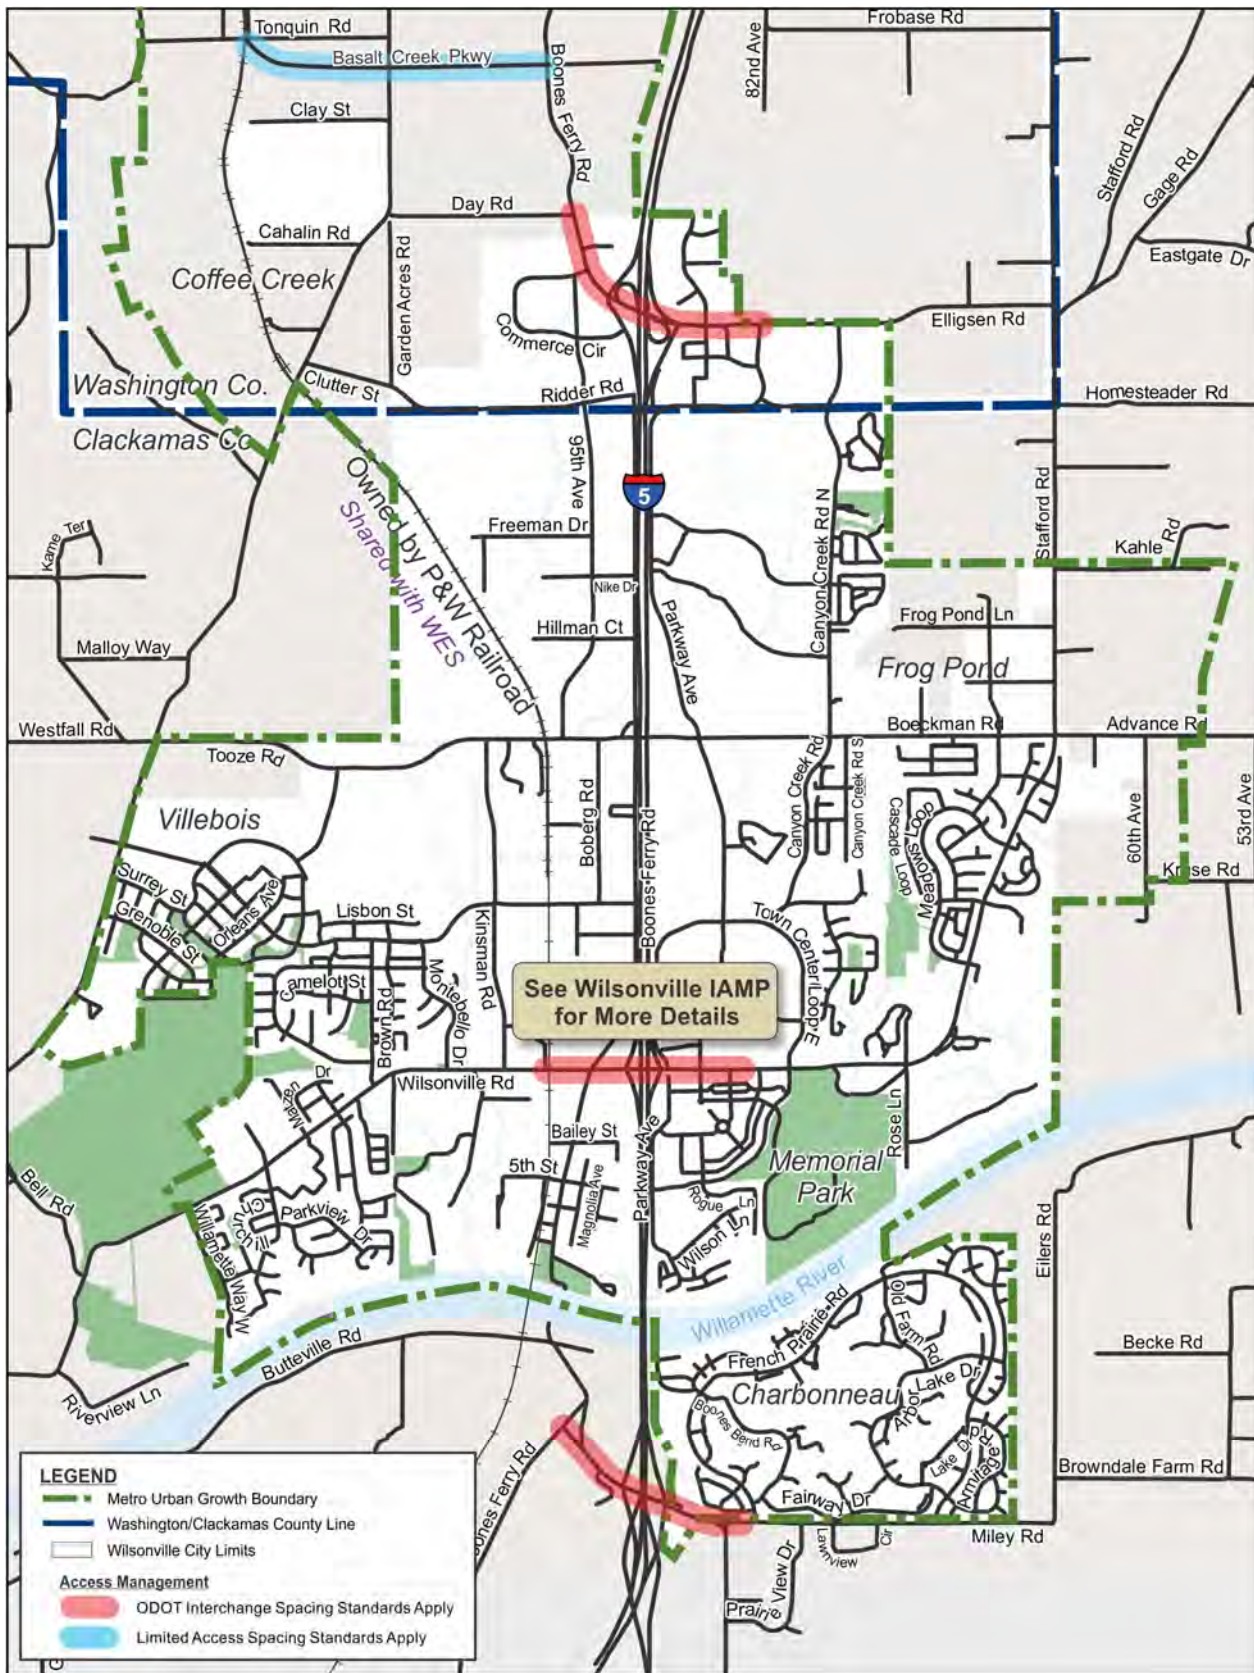 Tonquin Rd
Frobase Rd
Basalt Creek Pkwy
82nd Ave
Boones Ferry Rd
Clay St
Stafford Rd
Gage Rd
Day Rd
Cahalin Rd
Eastgate Dr
Coffee Creek
Garden Acres Rd
Elligsen Rd
Commerce Cir
Washington Co.
Clutter St
Ridder Rd
Homesteader Rd
Clackamas Co
95th Ave
Owned by P&W Railroad
Shared with WES
5
Canyon Creek Rd N
Stafford Rd
Kame Ter
Freeman Dr
Kahle Rd
Nike Dr
Parkway Ave
Hillman Ct
Frog Pond Ln
Malloy Way
Frog Pond
Westfall Rd
Boeckman Rd
Advance Rd
Tooze Rd
Canyon Creek Rd
Canyon Creek Rd S
Villebois
Boberg Rd
Boones Ferry Rd
Cascade Loop
Meadows Loop
60th Ave
53rd Ave
Kruse Rd
Surrey St
Orleans Ave
Grenoble St
Lisbon St
Kinsman Rd
Town Center Loop E
Camelot St
Montebello Dr
Brown Rd
See Wilsonville IAMP
for More Details
Wilsonville Rd
Rose Ln
Bailey St
Parkway Ave
5th St
Magnolia Ave
Memorial
Park
Bell Rd
Rogue Ln
Churchill
Parkview Dr
Wilson Ln
Willamette Way W
Eilers Rd
Willamette River
Butteville Rd
French Prairie Rd
Old Farm Rd
Becke Rd
Riverview Ln
Charbonneau
Arbor Lake Dr
Boones Bend Rd
Lake Dr
Armitage Rd
Browndale Farm Rd
Fairway Dr
Miley Rd
Lawnview Cir
Prairie View Dr
LEGEND
Metro Urban Growth Boundary
Washington/Clackamas County Line
Wilsonville City Limits
Access Management
ODOT Interchange Spacing Standards Apply
Limited Access Spacing Standards Apply